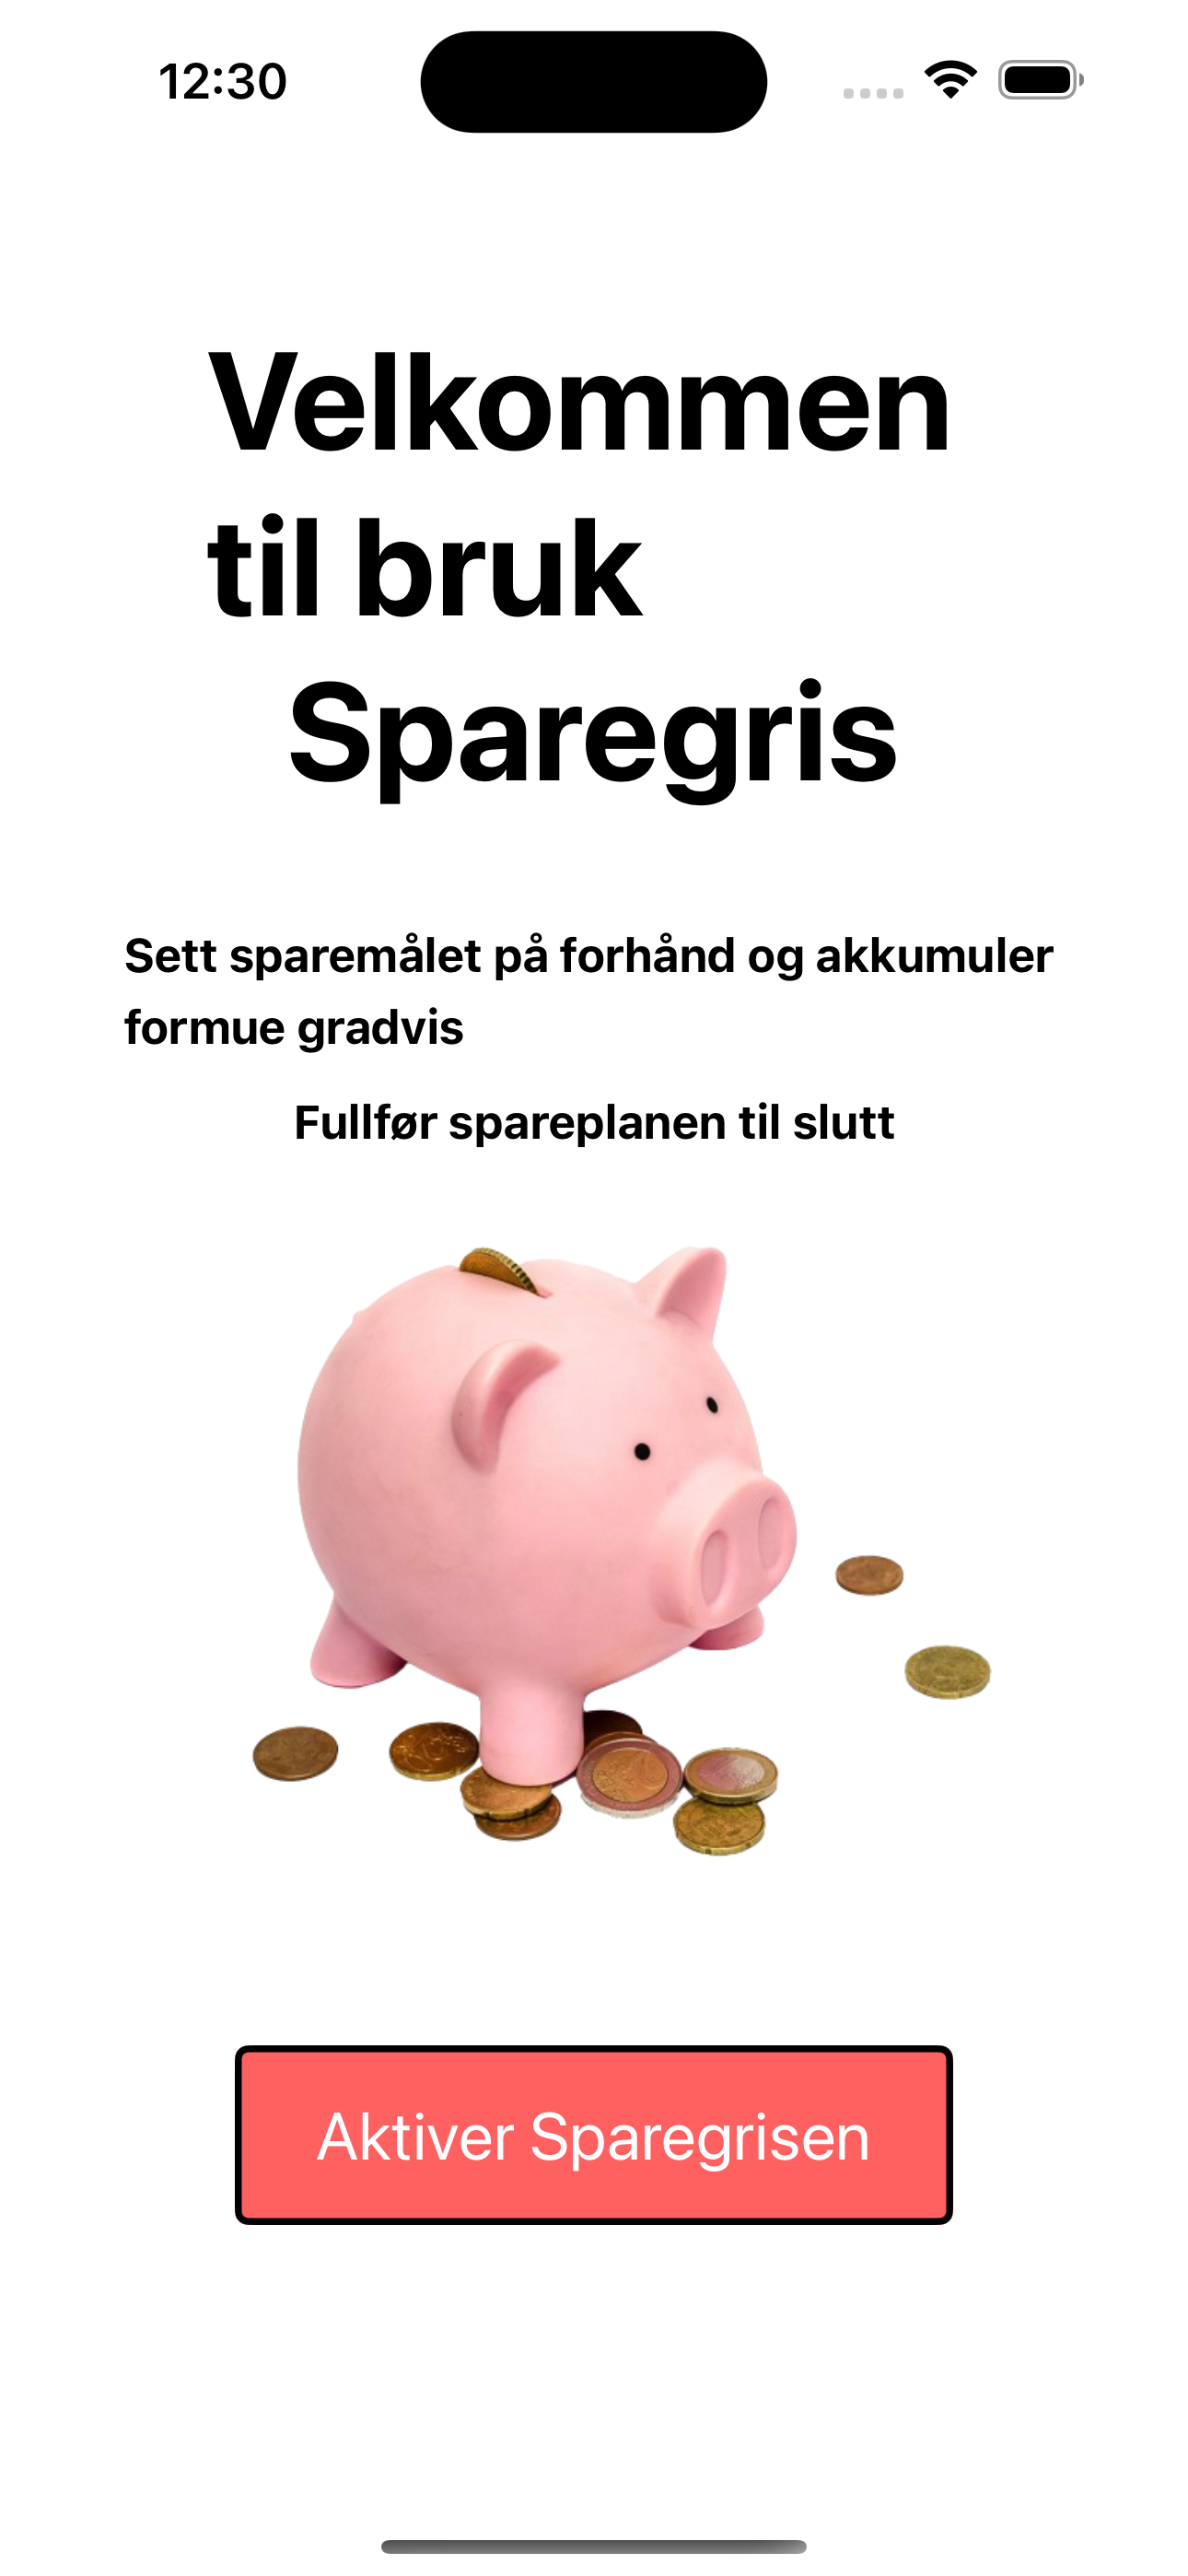 12:30
Velkommen
til bruk
Sparegris
Sett sparemålet på forhånd og akkumuler
formue gradvis
Fullfør spareplanen til slutt
Aktiver Sparegrisen